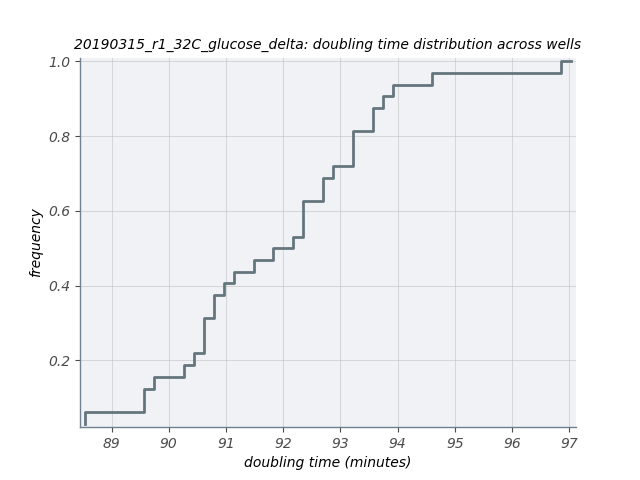 20190315_r1_32C_glucose_delta: doubling time distribution across wells
1.0
0.8
0.6
0.4
0.2
frequency
89 90 91 92 93 94 95 96 97
doubling time (minutes)